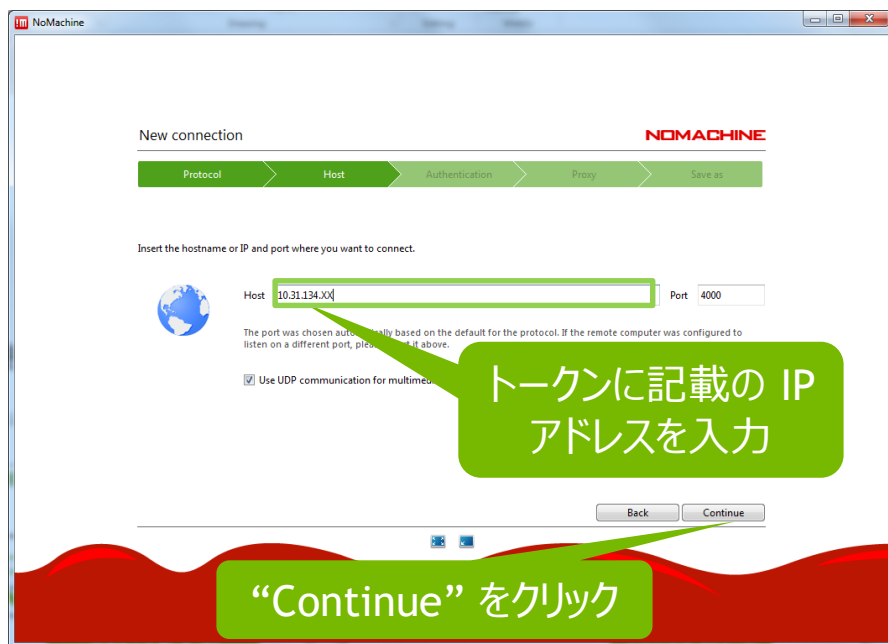 NoMachine
New connection
NOMACHINE
Protocol
Host
Authentication
Proxy
Save as
Insert the hostname or IP and port where you want to connect.
Host
10.31.134.XX
Port
4000
The port was chosen automatically based on the default for the protocol. If the remote computer was configured to
listen on a different port, please
it above.
Use UDP communication for multimed
トークンに記載の IP
アドレスを入力
Back
Continue
“Continue” をクリック